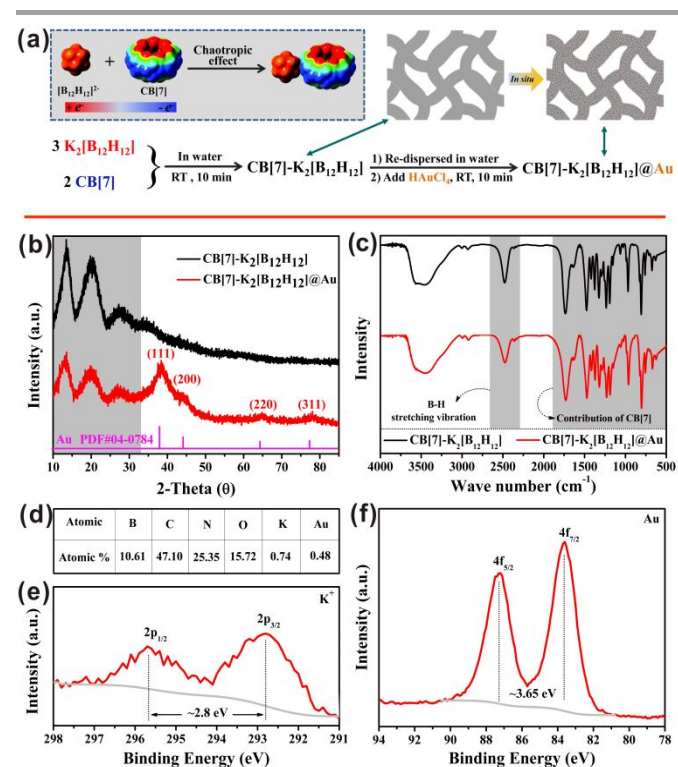 (a)
+
Chaotropic
effect
[B₁₂H₁₂]²⁻
CB[7]
+ e⁻
- e⁻
In situ
3 K₂[B₁₂H₁₂]
2 CB[7]
In water
RT , 10 min
CB[7]-K₂[B₁₂H₁₂]
1) Re-dispersed in water
2) Add HAuCl₄, RT, 10 min
CB[7]-K₂[B₁₂H₁₂]@Au
(b)
CB[7]-K₂[B₁₂H₁₂]
CB[7]-K₂[B₁₂H₁₂]@Au
(111)
(200)
(220)
(311)
Au PDF#04-0784
Intensity (a.u.)
10 20 30 40 50 60 70 80
2-Theta (θ)
(c)
Intensity
B-H
stretching vibration
Contribution of CB[7]
CB[7]-K₂[B₁₂H₁₂] CB[7]-K₂[B₁₂H₁₂]@Au
4000 3500 3000 2500 2000 1500 1000 500
Wave number (cm⁻¹)
(d)
Atomic B C N O K Au
Atomic % 10.61 47.10 25.35 15.72 0.74 0.48
(e)
K⁺
2p₁/₂
2p₃/₂
~2.8 eV
Intensity (a.u.)
298 297 296 295 294 293 292 291
Binding Energy (eV)
(f)
Au
4f₅/₂
4f₇/₂
~3.65 eV
Intensity (a.u.)
94 92 90 88 86 84 82 80 78
Binding Energy (eV)